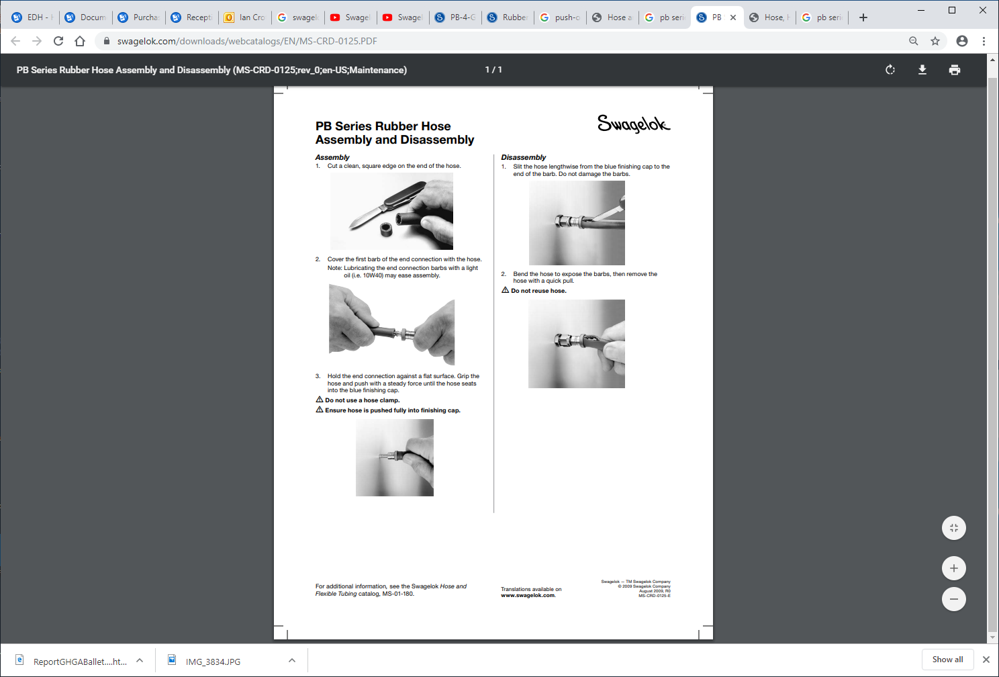 EDH -
Docum
Purcha
Recept
Ian Cro
swagelo
Swagel
Swagel
PB-4-G
Rubber
push-o
Hose a
pb seri
PB
Hose,
pb seri
swagelok.com/downloads/webcatalogs/EN/MS-CRD-0125.PDF
PB Series Rubber Hose Assembly and Disassembly (MS-CRD-0125;rev_0;en-US;Maintenance)
1 / 1
Swagelok
PB Series Rubber Hose
Assembly and Disassembly
Assembly
1. Cut a clean, square edge on the end of the hose.
2. Cover the first barb of the end connection with the hose.
Note: Lubricating the end connection barbs with a light
oil (i.e. 10W40) may ease assembly.
3. Hold the end connection against a flat surface. Grip the
hose and push with a steady force until the hose seats
into the blue finishing cap.
⚠ Do not use a hose clamp.
⚠ Ensure hose is pushed fully into finishing cap.
Disassembly
1. Slit the hose lengthwise from the blue finishing cap to the
end of the barb. Do not damage the barbs.
2. Bend the hose to expose the barbs, then remove the
hose with a quick pull.
⚠ Do not reuse hose.
For additional information, see the Swagelok Hose and
Flexible Tubing catalog, MS-01-180.
Translations available on
www.swagelok.com.
Swagelok — TM Swagelok Company
© 2009 Swagelok Company
August 2009, R0
MS-CRD-0125-E
ReportGHGABallet....ht...
IMG_3834.JPG
Show all